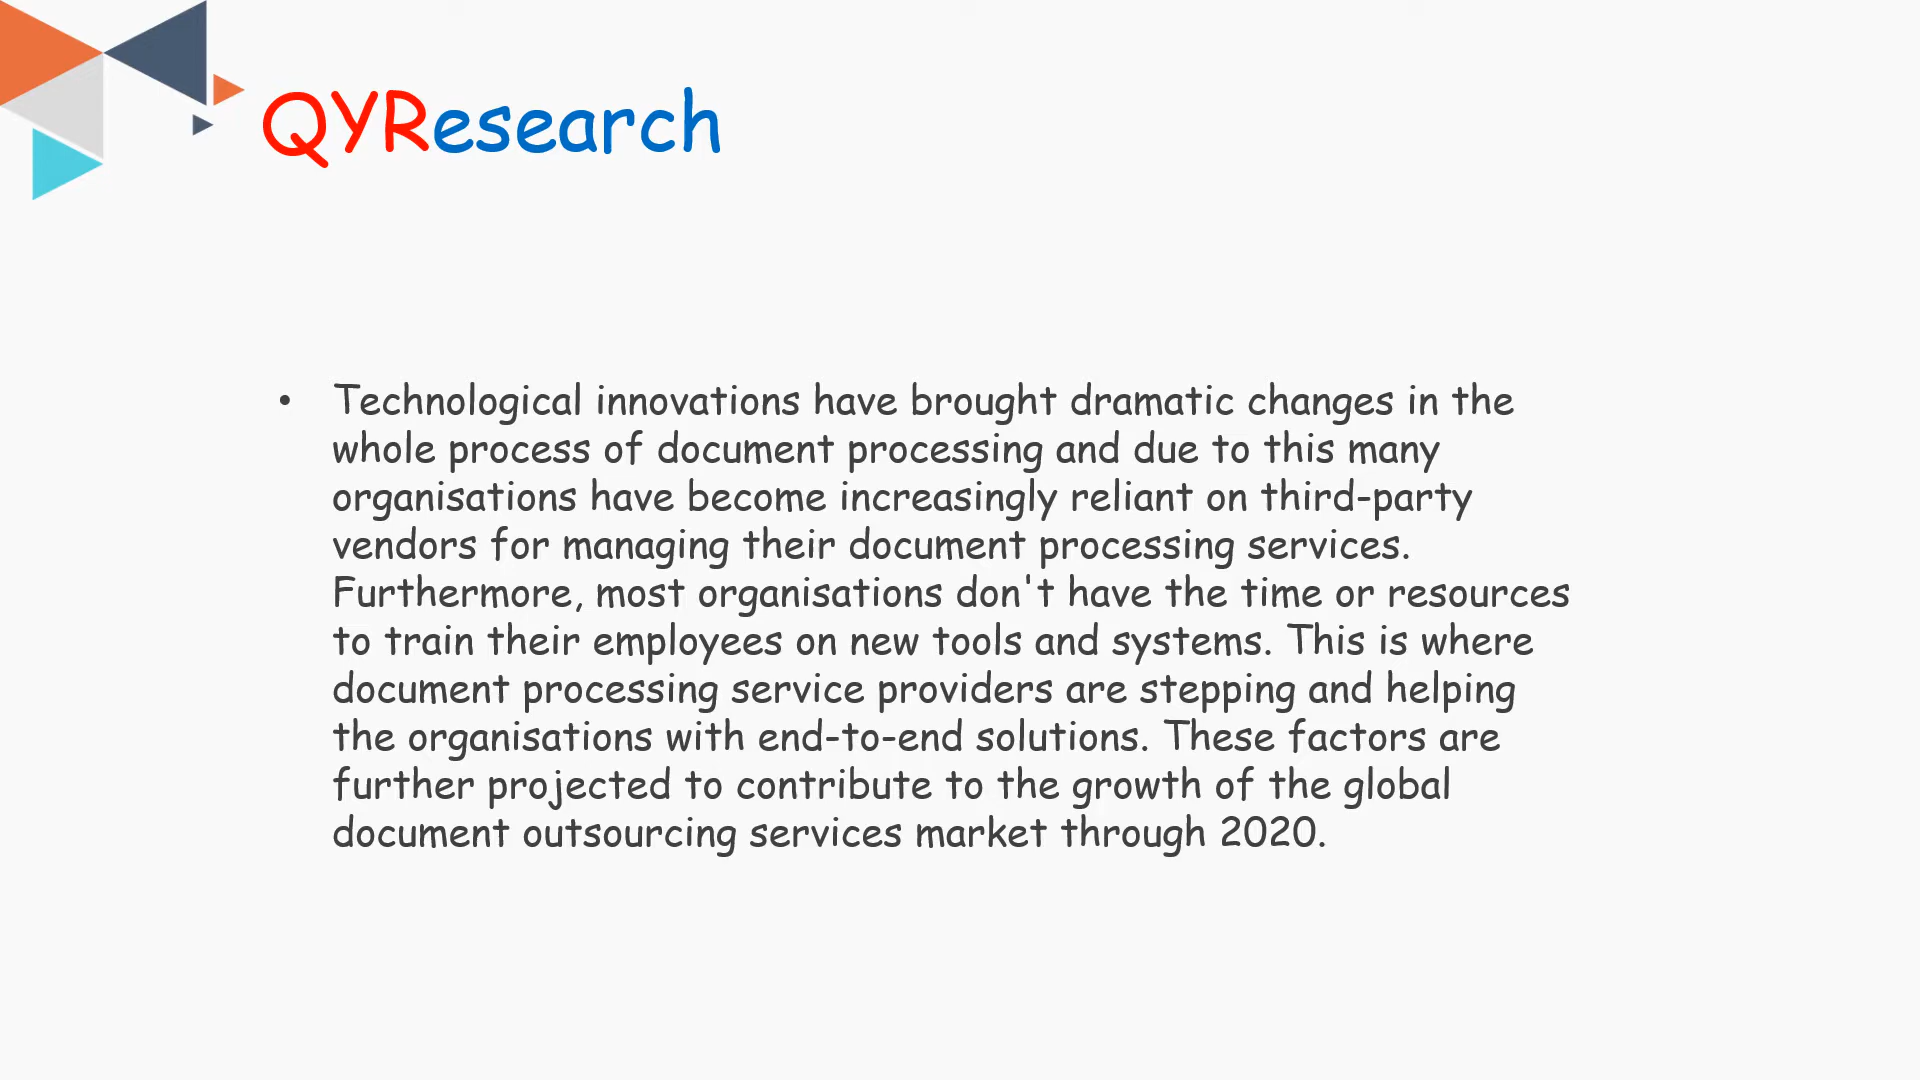 QYResearch
• Technological innovations have brought dramatic changes in the
whole process of document processing and due to this many
organisations have become increasingly reliant on third-party
vendors for managing their document processing services.
Furthermore, most organisations don't have the time or resources
to train their employees on new tools and systems. This is where
document processing service providers are stepping and helping
the organisations with end-to-end solutions. These factors are
further projected to contribute to the growth of the global
document outsourcing services market through 2020.